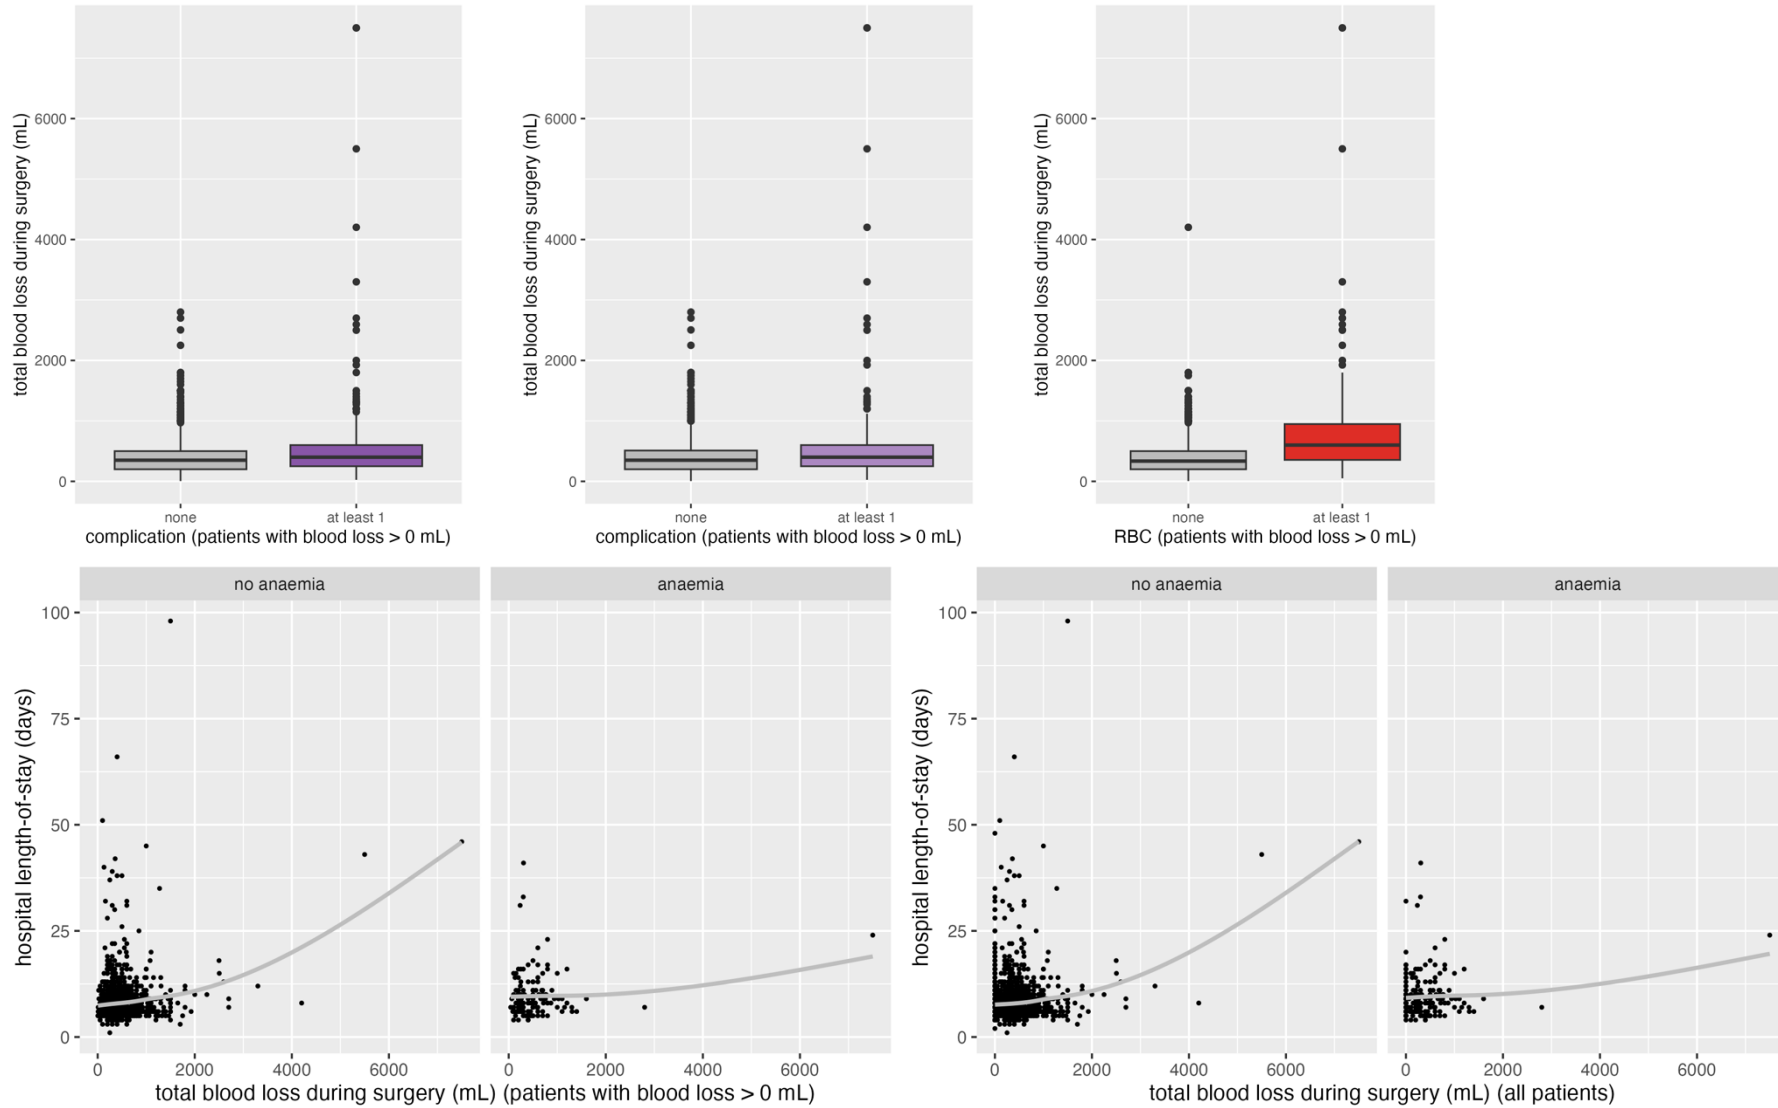 total blood loss during surgery (mL)
6000
4000
2000
0
none
at least 1
complication (patients with blood loss > 0 mL)
total blood loss during surgery (mL)
6000
4000
2000
0
none
at least 1
complication (patients with blood loss > 0 mL)
total blood loss during surgery (mL)
6000
4000
2000
0
none
at least 1
RBC (patients with blood loss > 0 mL)
no anaemia
anaemia
hospital length-of-stay (days)
100
75
50
25
0
0
2000
4000
6000
0
2000
4000
6000
total blood loss during surgery (mL) (patients with blood loss > 0 mL)
no anaemia
anaemia
hospital length-of-stay (days)
100
75
50
25
0
0
2000
4000
6000
0
2000
4000
6000
total blood loss during surgery (mL) (all patients)